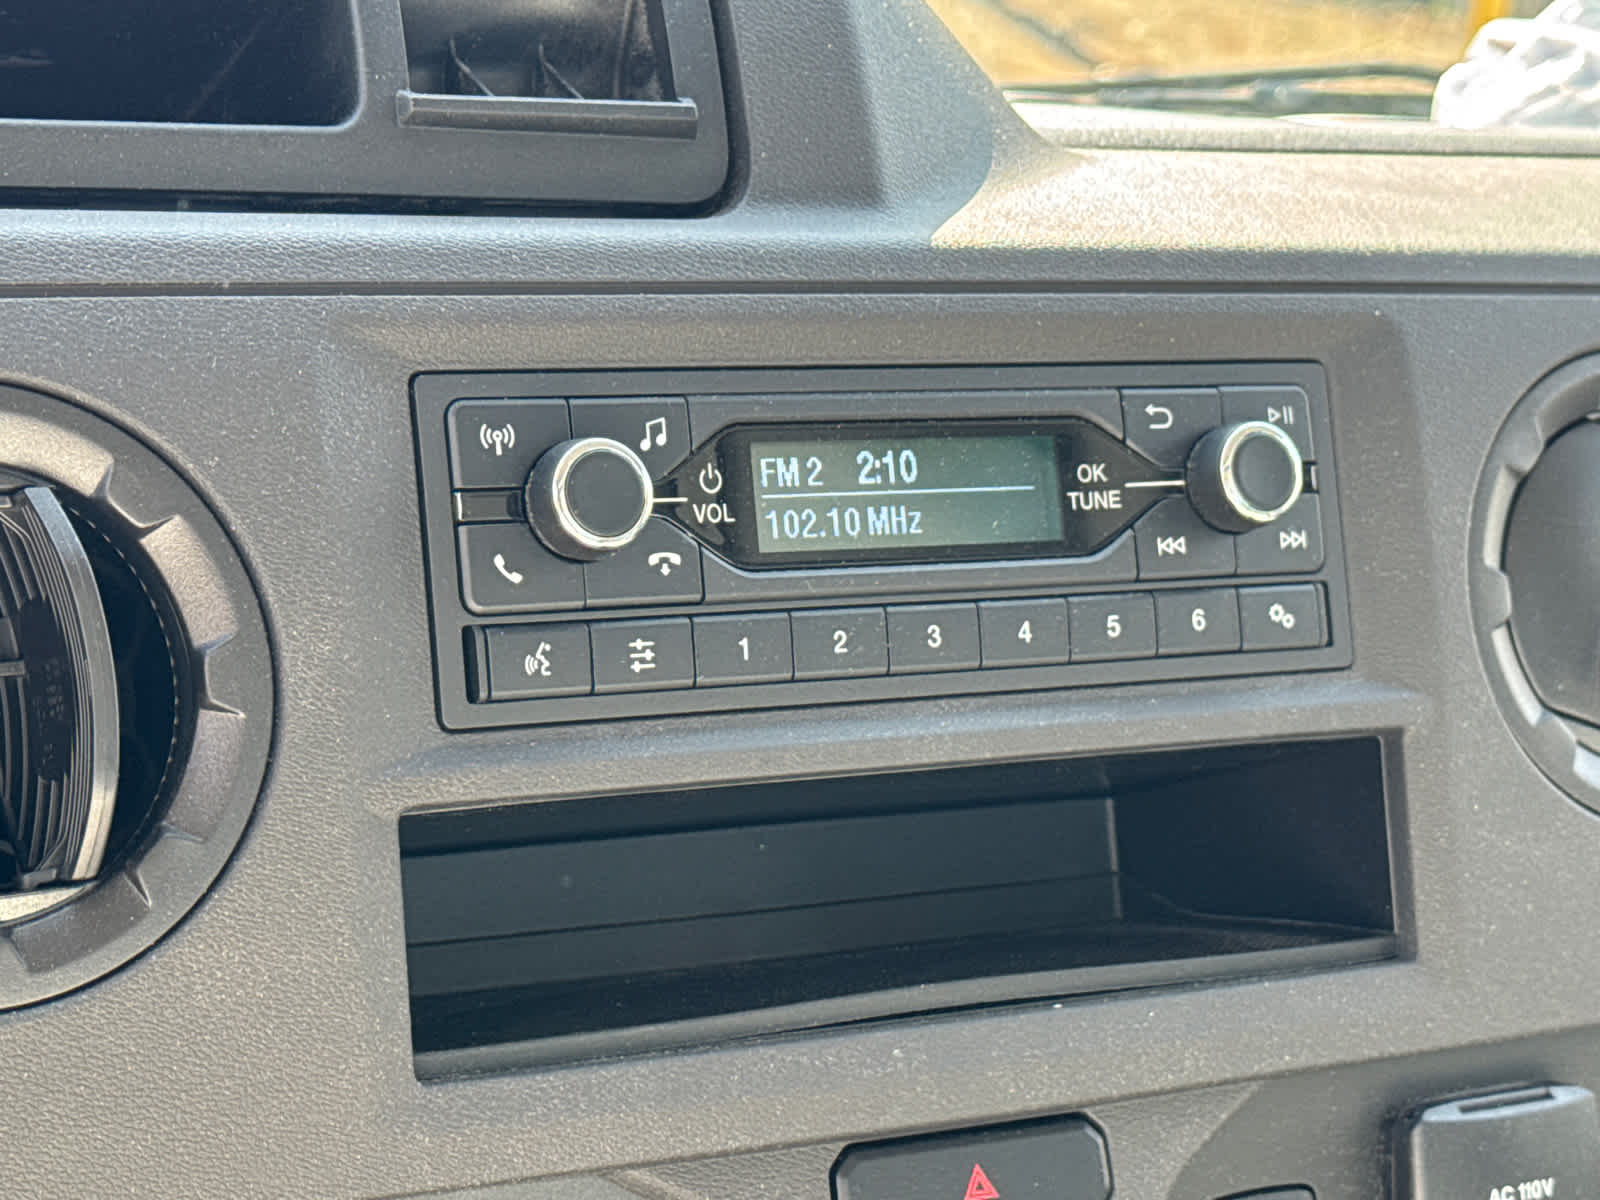 FM 2 2:10
102.10 MHz
VOL
OK
TUNE
1 2 3 4 5 6
AC 110V